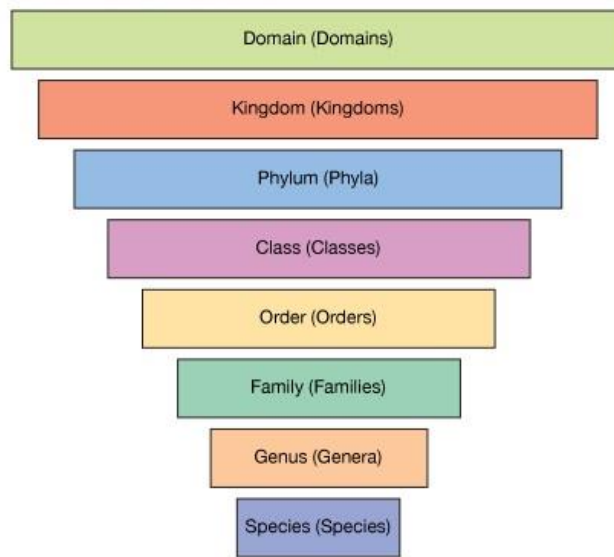 Domain (Domains)
Kingdom (Kingdoms)
Phylum (Phyla)
Class (Classes)
Order (Orders)
Family (Families)
Genus (Genera)
Species (Species)